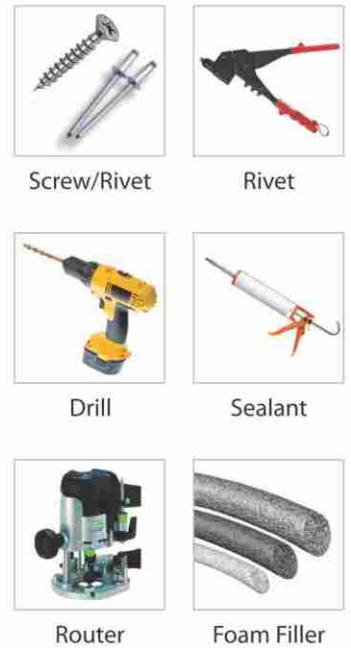 Screw/Rivet
Rivet
Drill
Sealant
Router
Foam Filler